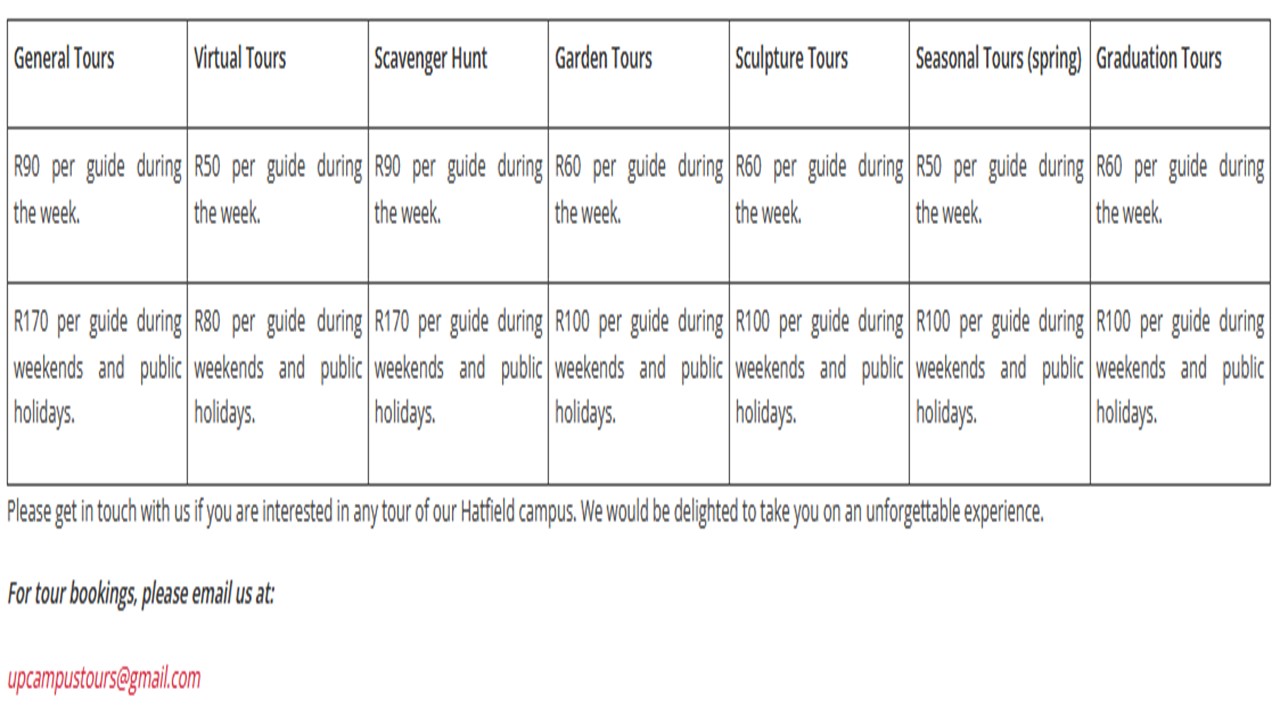 General Tours Virtual Tours Scavenger Hunt Garden Tours Sculpture Tours Seasonal Tours (spring) Graduation Tours
R90 per guide during R50 per guide during R90 per guide during R60 per guide during R60 per guide during R50 per guide during R60 per guide during
the week. the week. the week. the week. the week. the week. the week.
R170 per guide during R80 per guide during R170 per guide during R100 per guide during R100 per guide during R100 per guide during R100 per guide during
weekends and public weekends and public weekends and public weekends and public weekends and public weekends and public weekends and public
holidays. holidays. holidays. holidays. holidays. holidays. holidays.
Please get in touch with us if you are interested in any tour of our Hatfield campus. We would be delighted to take you on an unforgettable experience.
For tour bookings, please email us at:
upcampustours@gmail.com